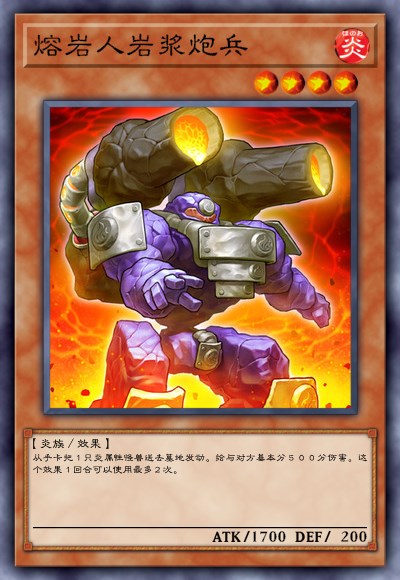 熔岩人岩浆炮兵
ほのお
炎
【炎族／效果】
从手卡把１只炎属性怪兽送去墓地发动。给与对方基本分５００分伤害。这
个效果１回合可以使用最多２次。
ATK/1700 DEF/ 200